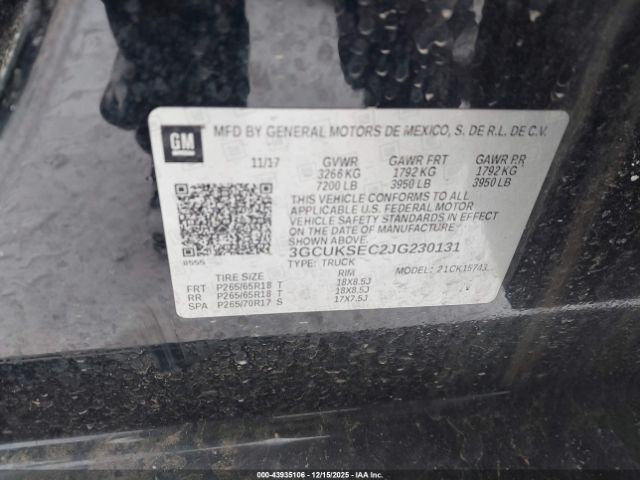 GM
MFD BY GENERAL MOTORS DE MEXICO, S. DE R.L. DE C.V.
11/17 GVWR GAWR FRT GAWR RR
3266 KG 1792 KG 1792 KG
7200 LB 3950 LB 3950 LB
THIS VEHICLE CONFORMS TO ALL
APPLICABLE U.S. FEDERAL MOTOR
VEHICLE SAFETY STANDARDS IN EFFECT
ON THE DATE OF MANUFACTURE
SHOWN ABOVE.
3GCUKSEC2JG230131
TYPE: TRUCK MODEL: 21CK15743
TIRE SIZE RIM
FRT P265/65R18 T 18X8.5J
RR P265/65R18 T 18X8.5J
SPA P265/70R17 S 17X7.5J
00-43935106 - 12/15/2025 - IAA Inc.